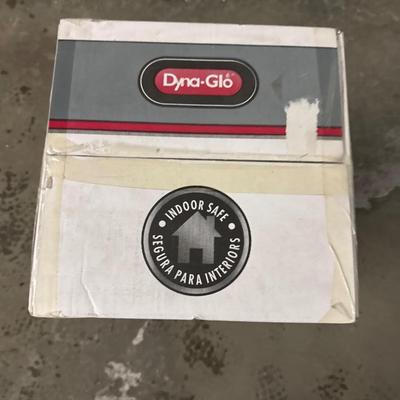 Dyna-Glo
• INDOOR SAFE •
SEGURA PARA INTERIORS